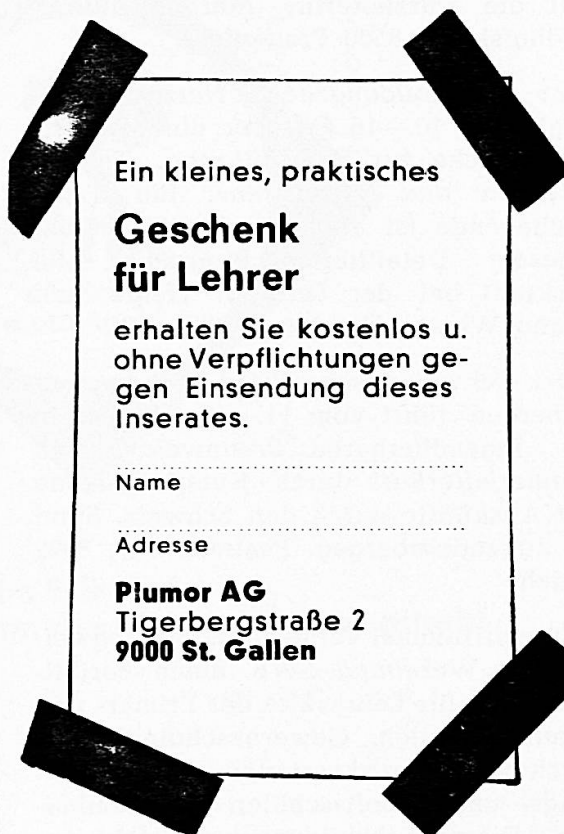 Ein kleines, praktisches
Geschenk
für Lehrer
erhalten Sie kostenlos u.
ohne Verpflichtungen ge-
gen Einsendung dieses
Inserates.
Name
Adresse
Plumor AG
Tigerbergstraße 2
9000 St. Gallen